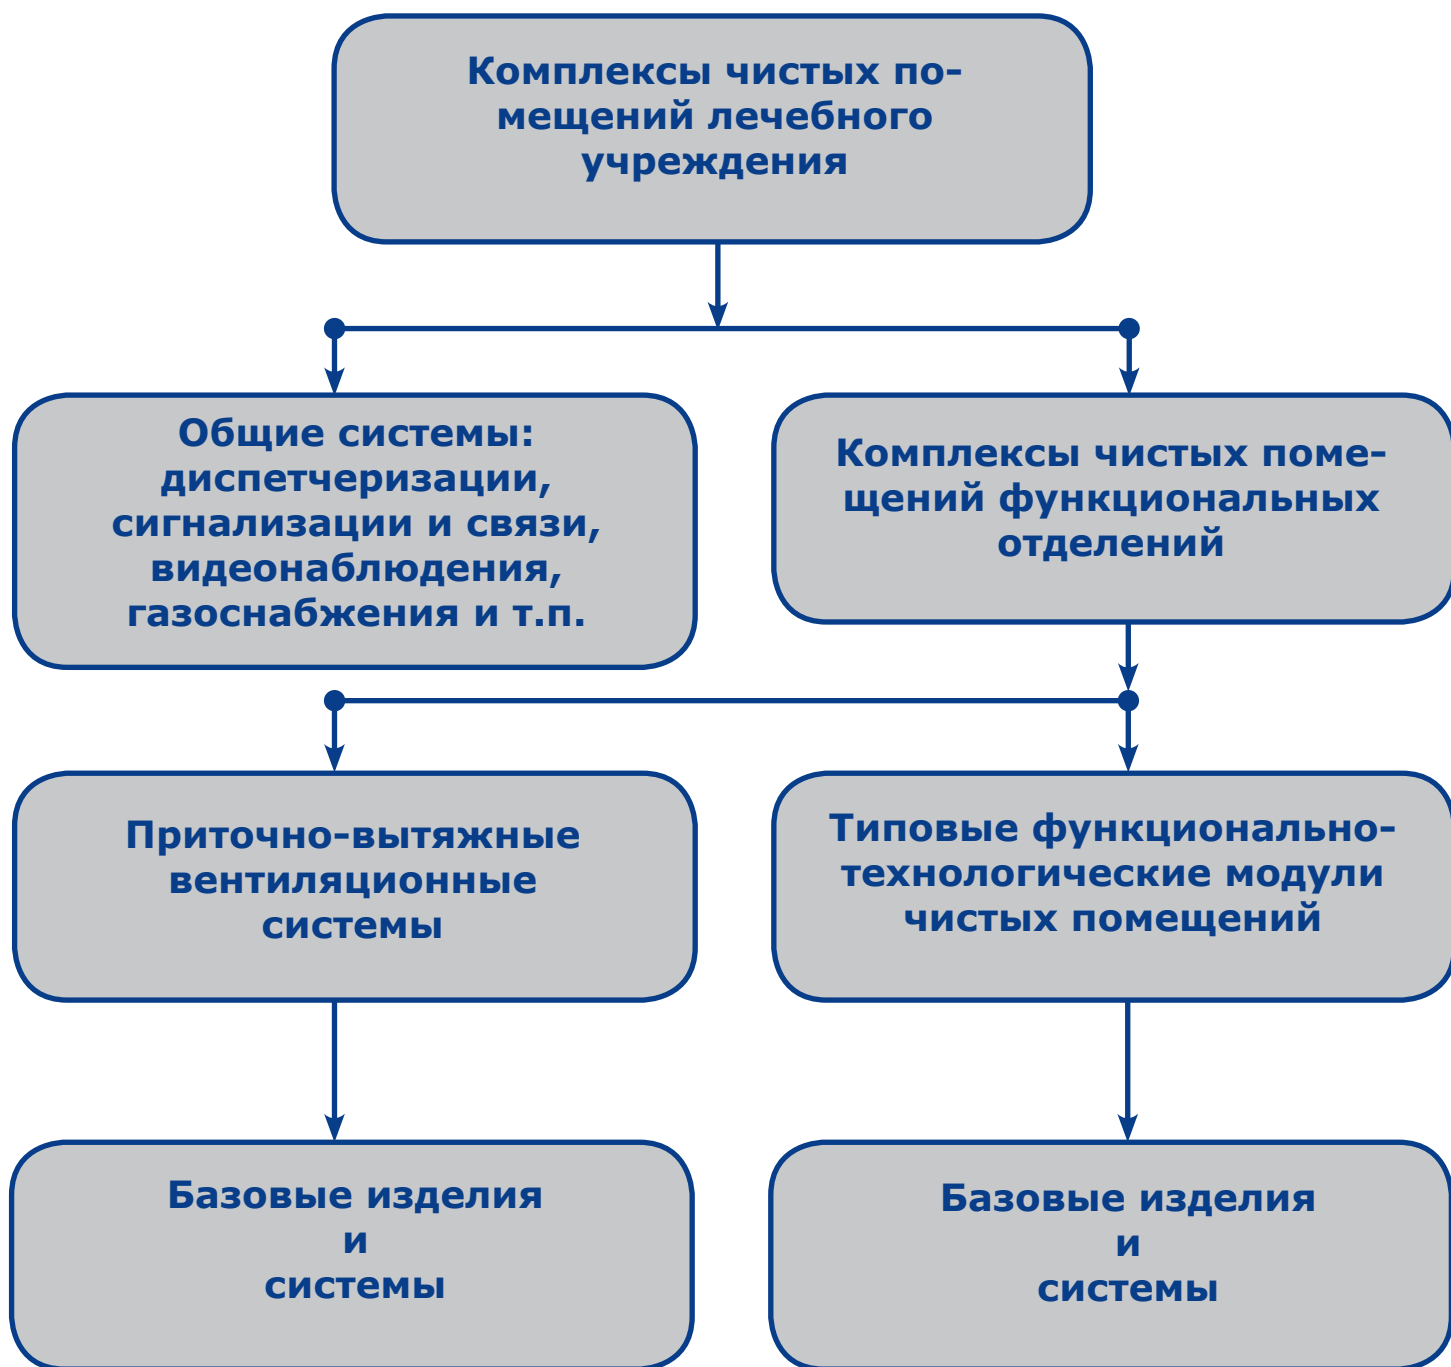 Комплексы чистых по-
мещений лечебного
учреждения
Общие системы:
диспетчеризации,
сигнализации и связи,
видеонаблюдения,
газоснабжения и т.п.
Комплексы чистых поме-
щений функциональных
отделений
Приточно-вытяжные
вентиляционные
системы
Типовые функционально-
технологические модули
чистых помещений
Базовые изделия
и
системы
Базовые изделия
и
системы